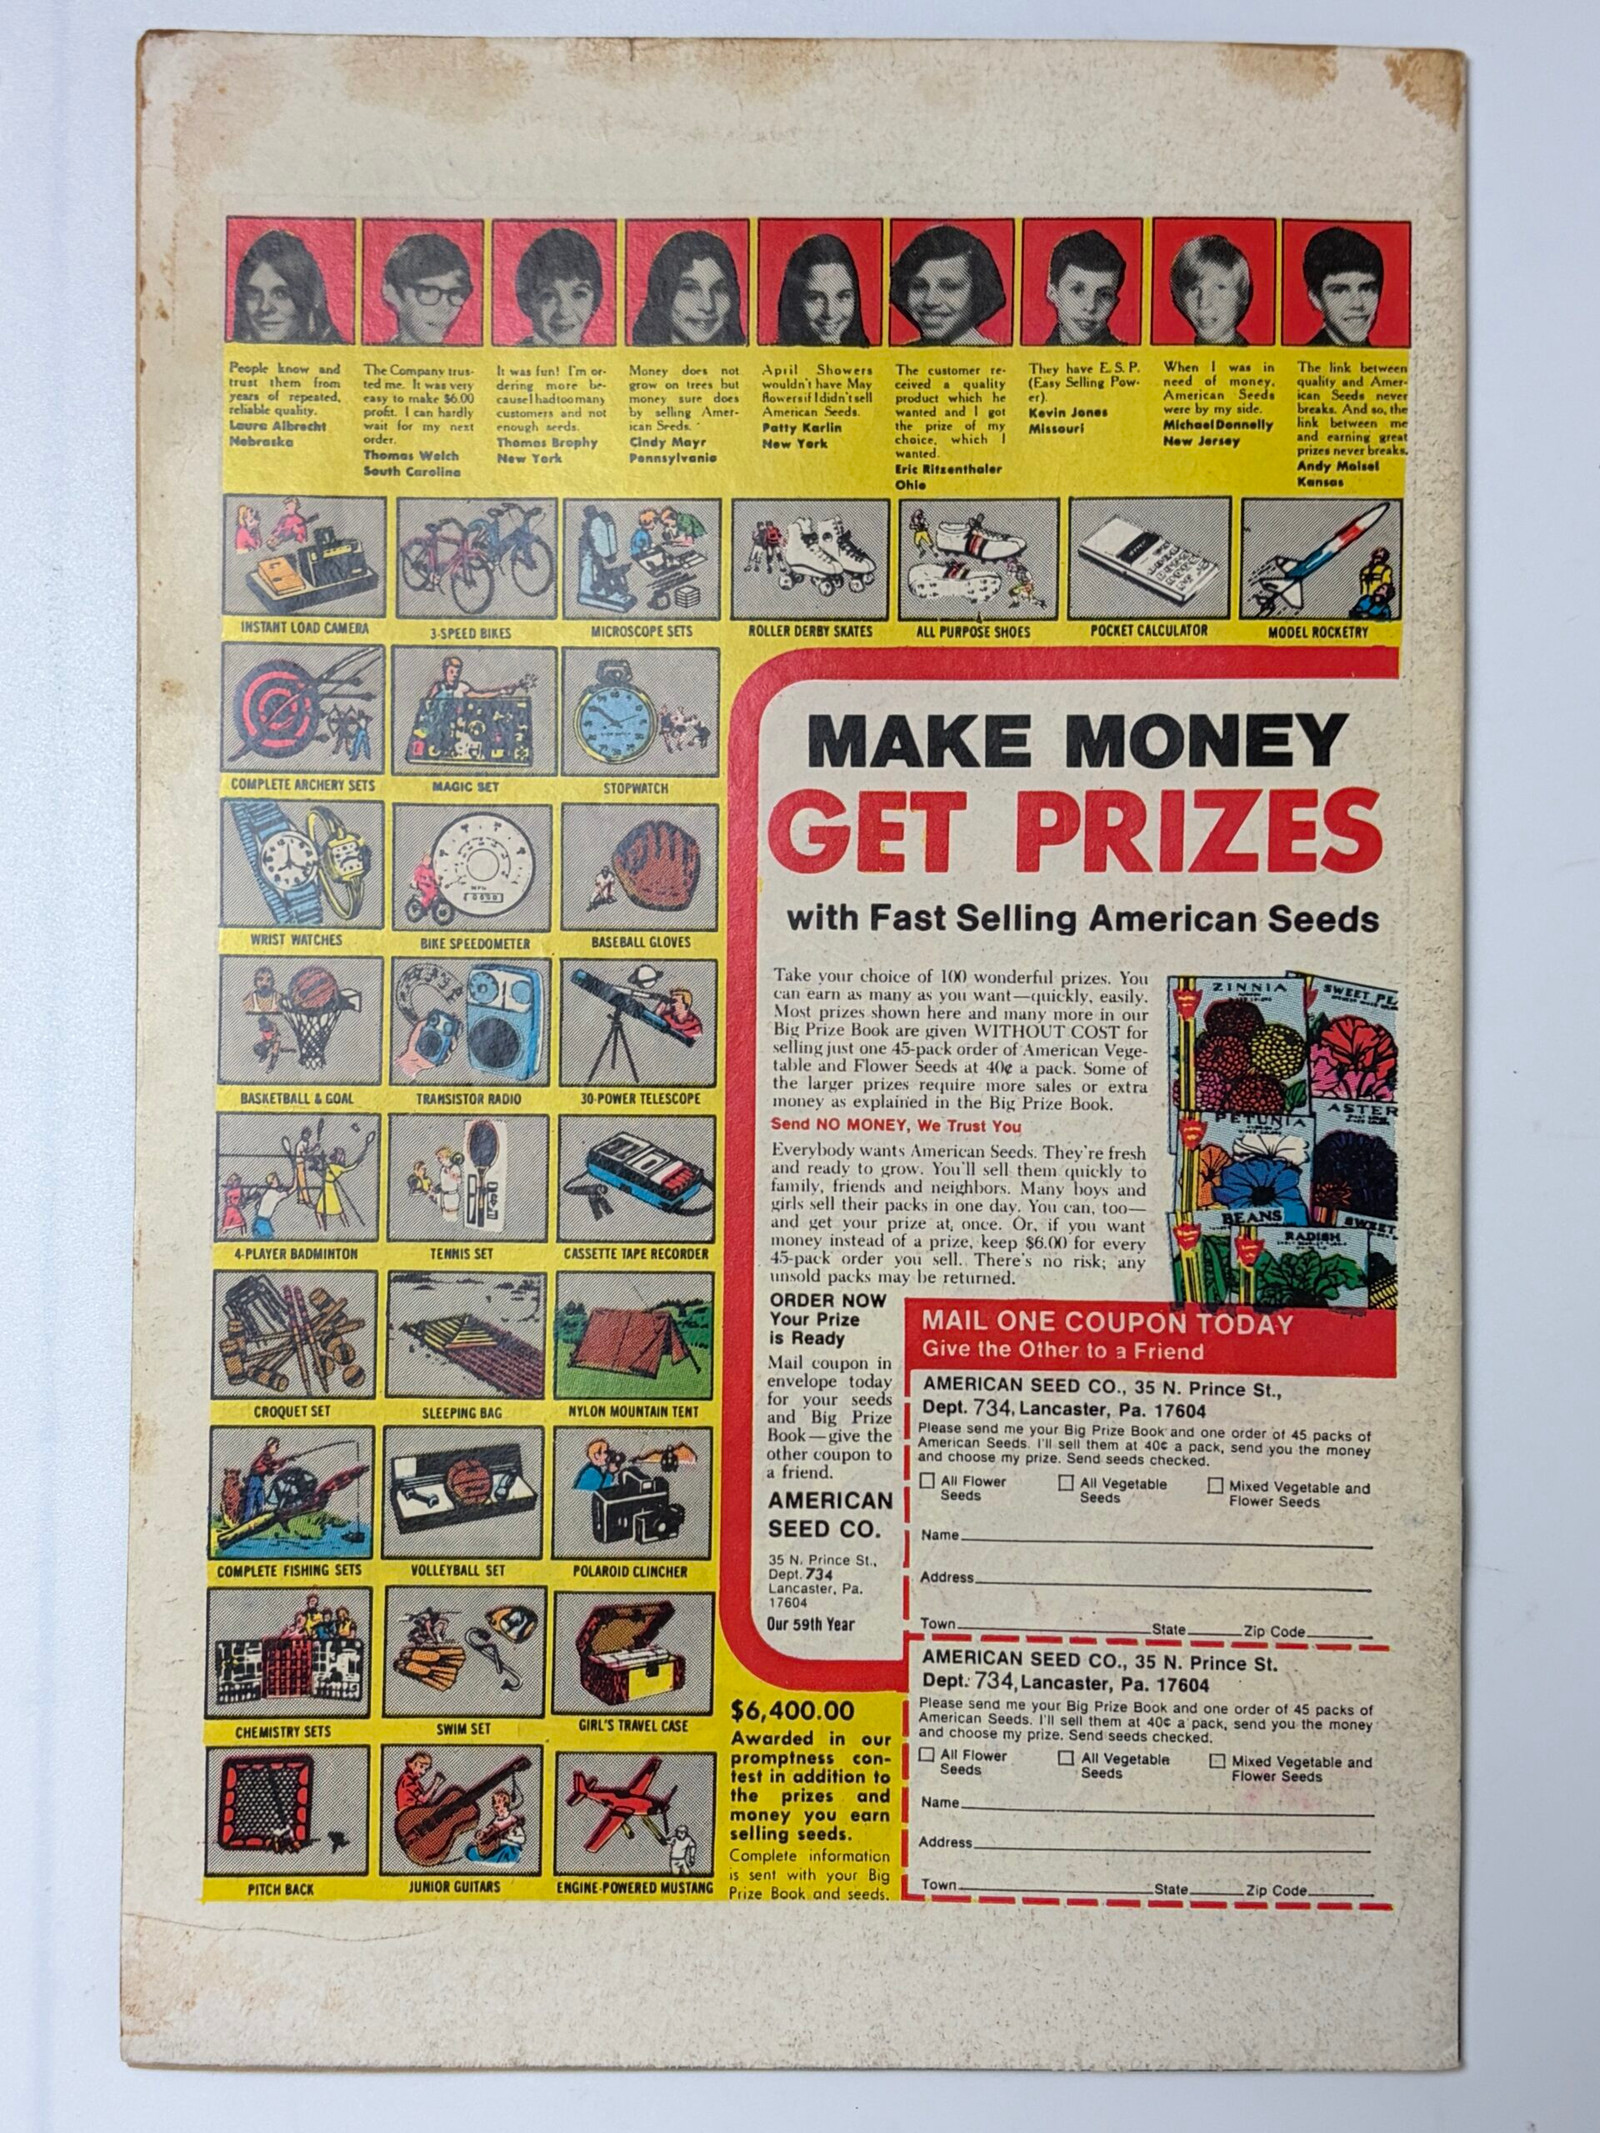 People know and
trust them from
years of repeated,
reliable quality.
Laura Albrecht
Nebraska
The Company trus-
ted me. It was very
easy to make $6.00
profit. I can hardly
wait for my next
order.
Thomas Welch
South Carolina
It was fun! I'm or-
dering more be-
cause I had too many
customers and not
enough seeds.
Thomas Brophy
New York
Money does not
grow on trees but
money sure does
by selling Amer-
ican Seeds.
Cindy Mayr
Pennsylvania
April Showers
wouldn't have May
flowers if I didn't sell
American Seeds.
Patty Karlin
New York
The customer re-
ceived a quality
product which he
wanted and I got
the prize of my
choice, which I
wanted.
Eric Ritzenthaler
Ohio
They have E. S. P.
(Easy Selling Pow-
er).
Kevin Jones
Missouri
When I was in
need of money,
American Seeds
were by my side.
Michael Donnelly
New Jersey
The link between
quality and Amer-
ican Seeds never
breaks. And so, the
link between me
and earning great
prizes never breaks.
Andy Maisel
Kansas
INSTANT LOAD CAMERA
3-SPEED BIKES
MICROSCOPE SETS
ROLLER DERBY SKATES
ALL PURPOSE SHOES
POCKET CALCULATOR
MODEL ROCKETRY
COMPLETE ARCHERY SETS
MAGIC SET
STOPWATCH
WRIST WATCHES
BIKE SPEEDOMETER
BASEBALL GLOVES
BASKETBALL & GOAL
TRANSISTOR RADIO
30-POWER TELESCOPE
4-PLAYER BADMINTON
TENNIS SET
CASSETTE TAPE RECORDER
CROQUET SET
SLEEPING BAG
NYLON MOUNTAIN TENT
COMPLETE FISHING SETS
VOLLEYBALL SET
POLAROID CLINCHER
CHEMISTRY SETS
SWIM SET
GIRL'S TRAVEL CASE
PITCH BACK
JUNIOR GUITARS
ENGINE-POWERED MUSTANG
MAKE MONEY
GET PRIZES
with Fast Selling American Seeds
Take your choice of 100 wonderful prizes. You
can earn as many as you want—quickly, easily.
Most prizes shown here and many more in our
Big Prize Book are given WITHOUT COST for
selling just one 45-pack order of American Vege-
table and Flower Seeds at 40¢ a pack. Some of
the larger prizes require more sales or extra
money as explained in the Big Prize Book.
Send NO MONEY, We Trust You
Everybody wants American Seeds. They're fresh
and ready to grow. You'll sell them quickly to
family, friends and neighbors. Many boys and
girls sell their packs in one day. You can, too—
and get your prize at once. Or, if you want
money instead of a prize, keep $6.00 for every
45-pack order you sell. There's no risk; any
unsold packs may be returned.
ZINNIA
SWEET PE
PETUNIA
ASTER
BEANS
RADISH
SWEET
ORDER NOW
Your Prize
is Ready
Mail coupon in
envelope today
for your seeds
and Big Prize
Book—give the
other coupon to
a friend.
AMERICAN
SEED CO.
35 N. Prince St.,
Dept. 734
Lancaster, Pa.
17604
Our 59th Year
MAIL ONE COUPON TODAY
Give the Other to a Friend
AMERICAN SEED CO., 35 N. Prince St.,
Dept. 734, Lancaster, Pa. 17604
Please send me your Big Prize Book and one order of 45 packs of
American Seeds. I'll sell them at 40¢ a pack, send you the money
and choose my prize. Send seeds checked.
All Flower
Seeds
All Vegetable
Seeds
Mixed Vegetable and
Flower Seeds
Name
Address
Town State Zip Code
AMERICAN SEED CO., 35 N. Prince St.
Dept. 734, Lancaster, Pa. 17604
Please send me your Big Prize Book and one order of 45 packs of
American Seeds. I'll sell them at 40¢ a pack, send you the money
and choose my prize. Send seeds checked.
All Flower
Seeds
All Vegetable
Seeds
Mixed Vegetable and
Flower Seeds
Name
Address
Town State Zip Code
$6,400.00
Awarded in our
promptness con-
test in addition to
the prizes and
money you earn
selling seeds.
Complete information
is sent with your Big
Prize Book and seeds.